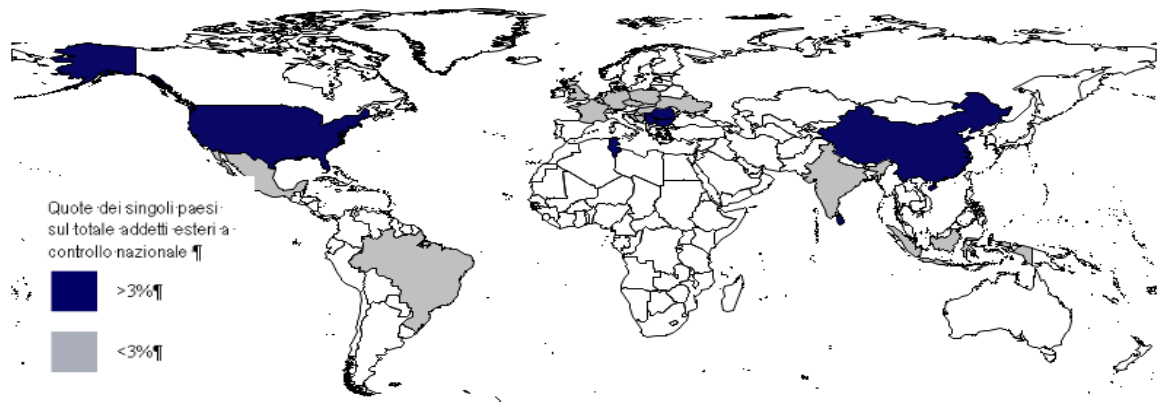 Quote·dei·singoli·paesi·
sul·totale·addetti·esteri·a·
controllo·nazionale·¶
>3%¶
<3%¶